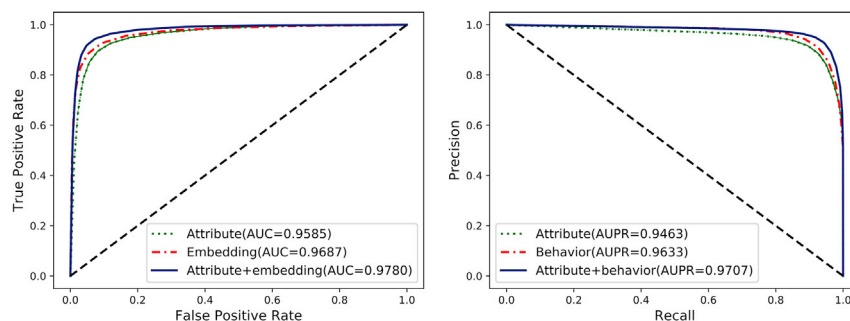 1.0
0.8
0.6
0.4
0.2
0.0
True Positive Rate
Attribute(AUC=0.9585)
Embedding(AUC=0.9687)
Attribute+embedding(AUC=0.9780)
0.0 0.2 0.4 0.6 0.8 1.0
False Positive Rate
1.0
0.8
0.6
0.4
0.2
0.0
Precision
Attribute(AUPR=0.9463)
Behavior(AUPR=0.9633)
Attribute+behavior(AUPR=0.9707)
0.0 0.2 0.4 0.6 0.8 1.0
Recall